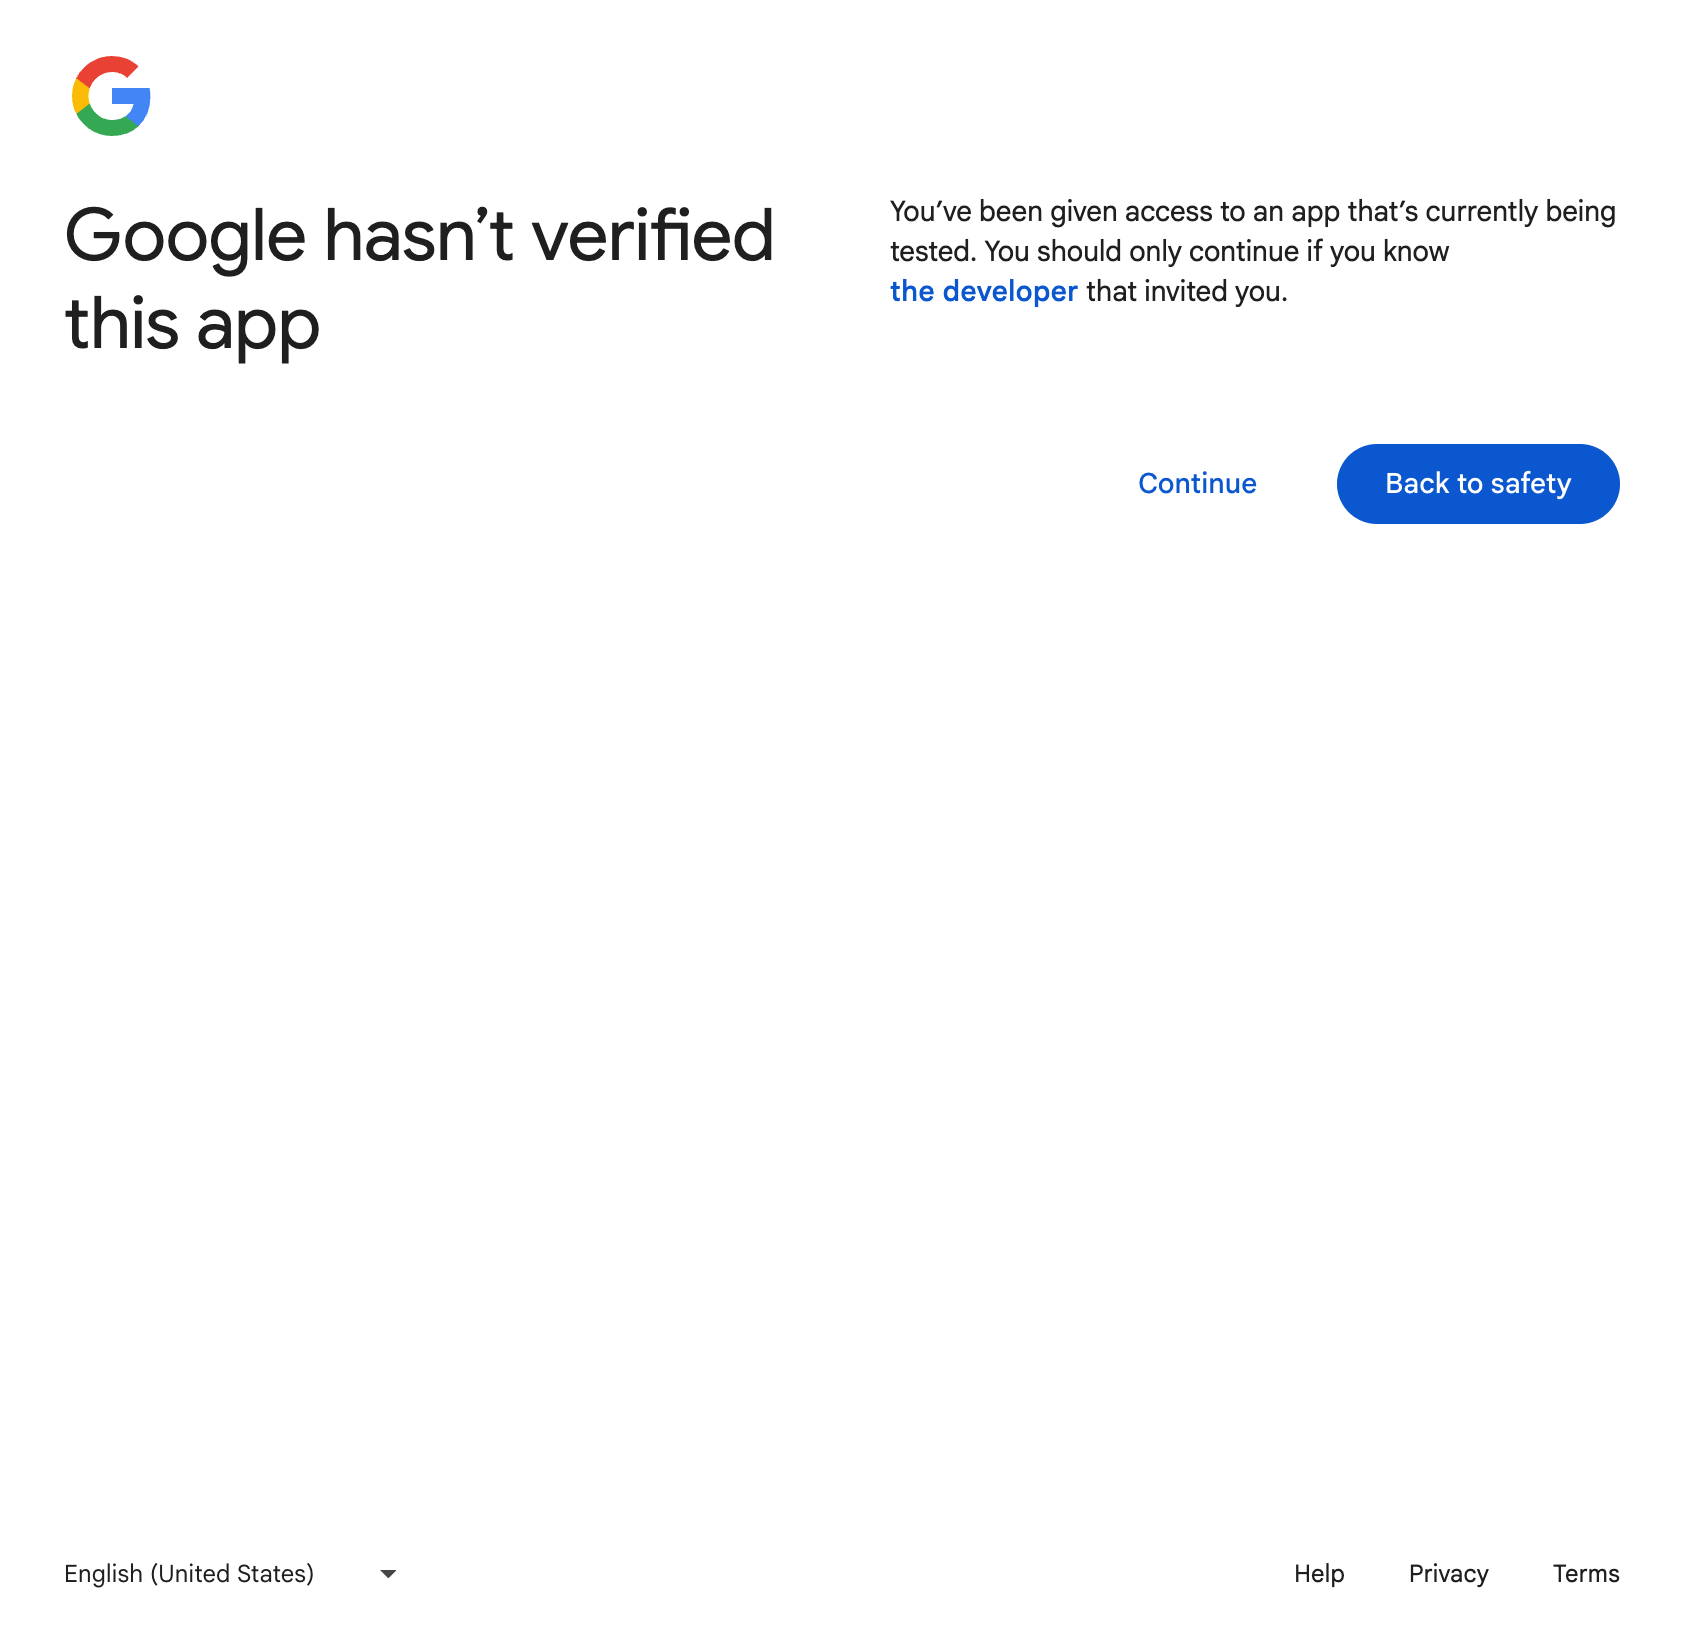 Google hasn’t verified
this app
You’ve been given access to an app that’s currently being
tested. You should only continue if you know
the developer that invited you.
Continue
Back to safety
English (United States)
Help
Privacy
Terms